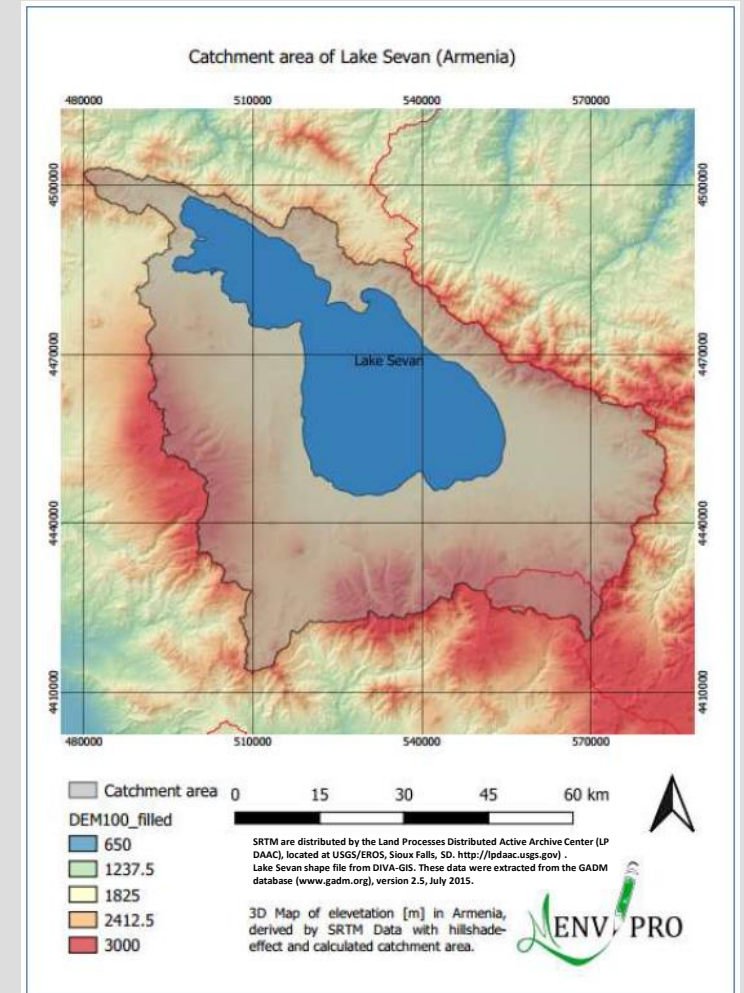 Catchment area of Lake Sevan (Armenia)
480000 510000 540000 570000
4500000 4500000
4470000 4470000
Lake Sevan
4440000 4440000
4410000 4410000
480000 510000 540000 570000
Catchment area
0 15 30 45 60 km
DEM100_filled
650
1237.5
1825
2412.5
3000
SRTM are distributed by the Land Processes Distributed Active Archive Center (LP
DAAC), located at USGS/EROS, Sioux Falls, SD. http://lpdaac.usgs.gov) .
Lake Sevan shape file from DIVA-GIS. These data were extracted from the GADM
database (www.gadm.org), version 2.5, July 2015.
3D Map of elevetation [m] in Armenia,
derived by SRTM Data with hillshade-
effect and calculated catchment area.
MENVIPRO